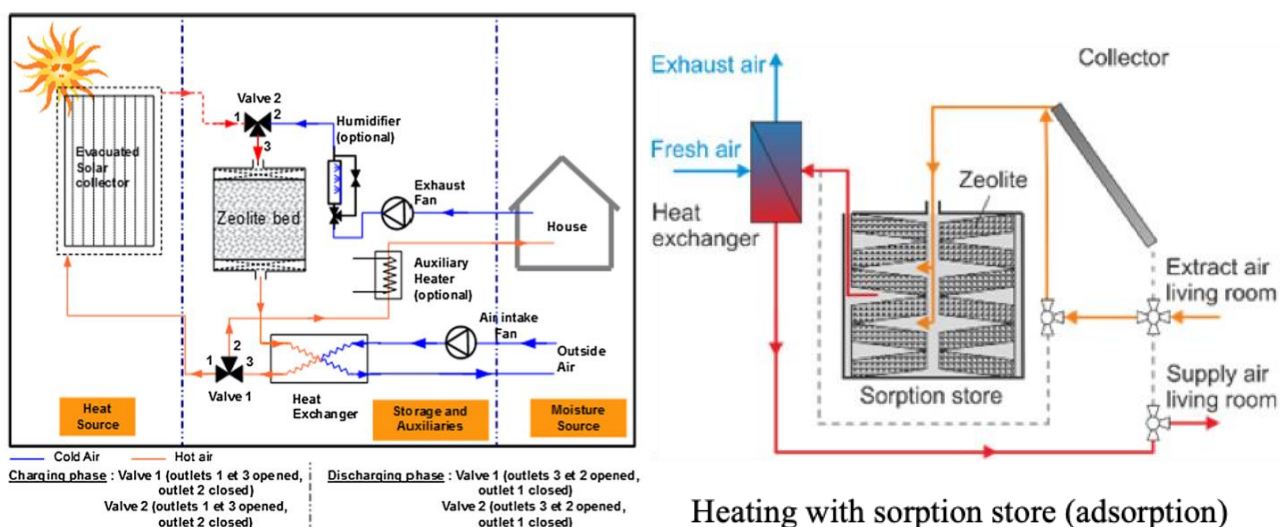 Valve 2
1
2
3
Evacuated
Solar
collector
Humidifier
(optional)
Exhaust
Fan
Zeolite bed
House
Auxiliary
Heater
(optional)
Air intake
Fan
Outside
Air
2
1
3
Valve 1
Heat
Exchanger
Heat
Source
Storage and
Auxiliaries
Moisture
Source
Cold Air
Hot air
Charging phase : Valve 1 (outlets 1 et 3 opened,
outlet 2 closed)
Valve 2 (outlets 1 et 3 opened,
outlet 2 closed)
Discharging phase : Valve 1 (outlets 3 et 2 opened,
outlet 1 closed)
Valve 2 (outlets 3 et 2 opened,
outlet 1 closed)
Exhaust air
Collector
Fresh air
Zeolite
Heat
exchanger
Extract air
living room
Sorption store
Supply air
living room
Heating with sorption store (adsorption)